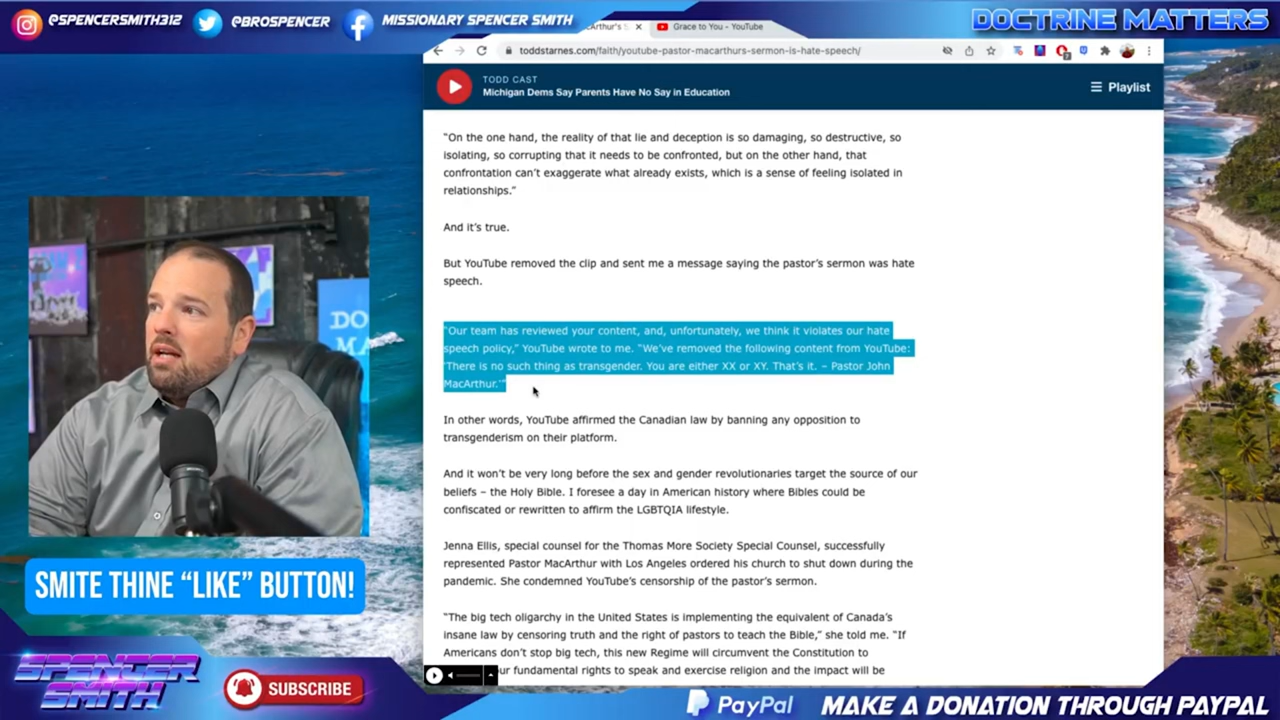 @SPENCERSMITH312
@BROSPENCER
MISSIONARY SPENCER SMITH
DOCTRINE MATTERS
Grace to You - YouTube
toddstarnes.com/faith/youtube-pastor-macarthurs-sermon-is-hate-speech/
TODD CAST
Michigan Dems Say Parents Have No Say in Education
Playlist
“On the one hand, the reality of that lie and deception is so damaging, so destructive, so
isolating, so corrupting that it needs to be confronted, but on the other hand, that
confrontation can’t exaggerate what already exists, which is a sense of feeling isolated in
relationships.”
And it’s true.
But YouTube removed the clip and sent me a message saying the pastor’s sermon was hate
speech.
“Our team has reviewed your content, and, unfortunately, we think it violates our hate
speech policy,” YouTube wrote to me. “We’ve removed the following content from YouTube:
‘There is no such thing as transgender. You are either XX or XY. That’s it. – Pastor John
MacArthur.’”
In other words, YouTube affirmed the Canadian law by banning any opposition to
transgenderism on their platform.
And it won’t be very long before the sex and gender revolutionaries target the source of our
beliefs – the Holy Bible. I foresee a day in American history where Bibles could be
confiscated or rewritten to affirm the LGBTQIA lifestyle.
Jenna Ellis, special counsel for the Thomas More Society Special Counsel, successfully
represented Pastor MacArthur with Los Angeles ordered his church to shut down during the
pandemic. She condemned YouTube’s censorship of the pastor’s sermon.
“The big tech oligarchy in the United States is implementing the equivalent of Canada’s
insane law by censoring truth and the right of pastors to teach the Bible,” she told me. “If
Americans don’t stop big tech, this new Regime will circumvent the Constitution to
our fundamental rights to speak and exercise religion and the impact will be
DO
MA
SMITE THINE “LIKE” BUTTON!
SPENCER
SMITH
SUBSCRIBE
PayPal
MAKE A DONATION THROUGH PAYPAL